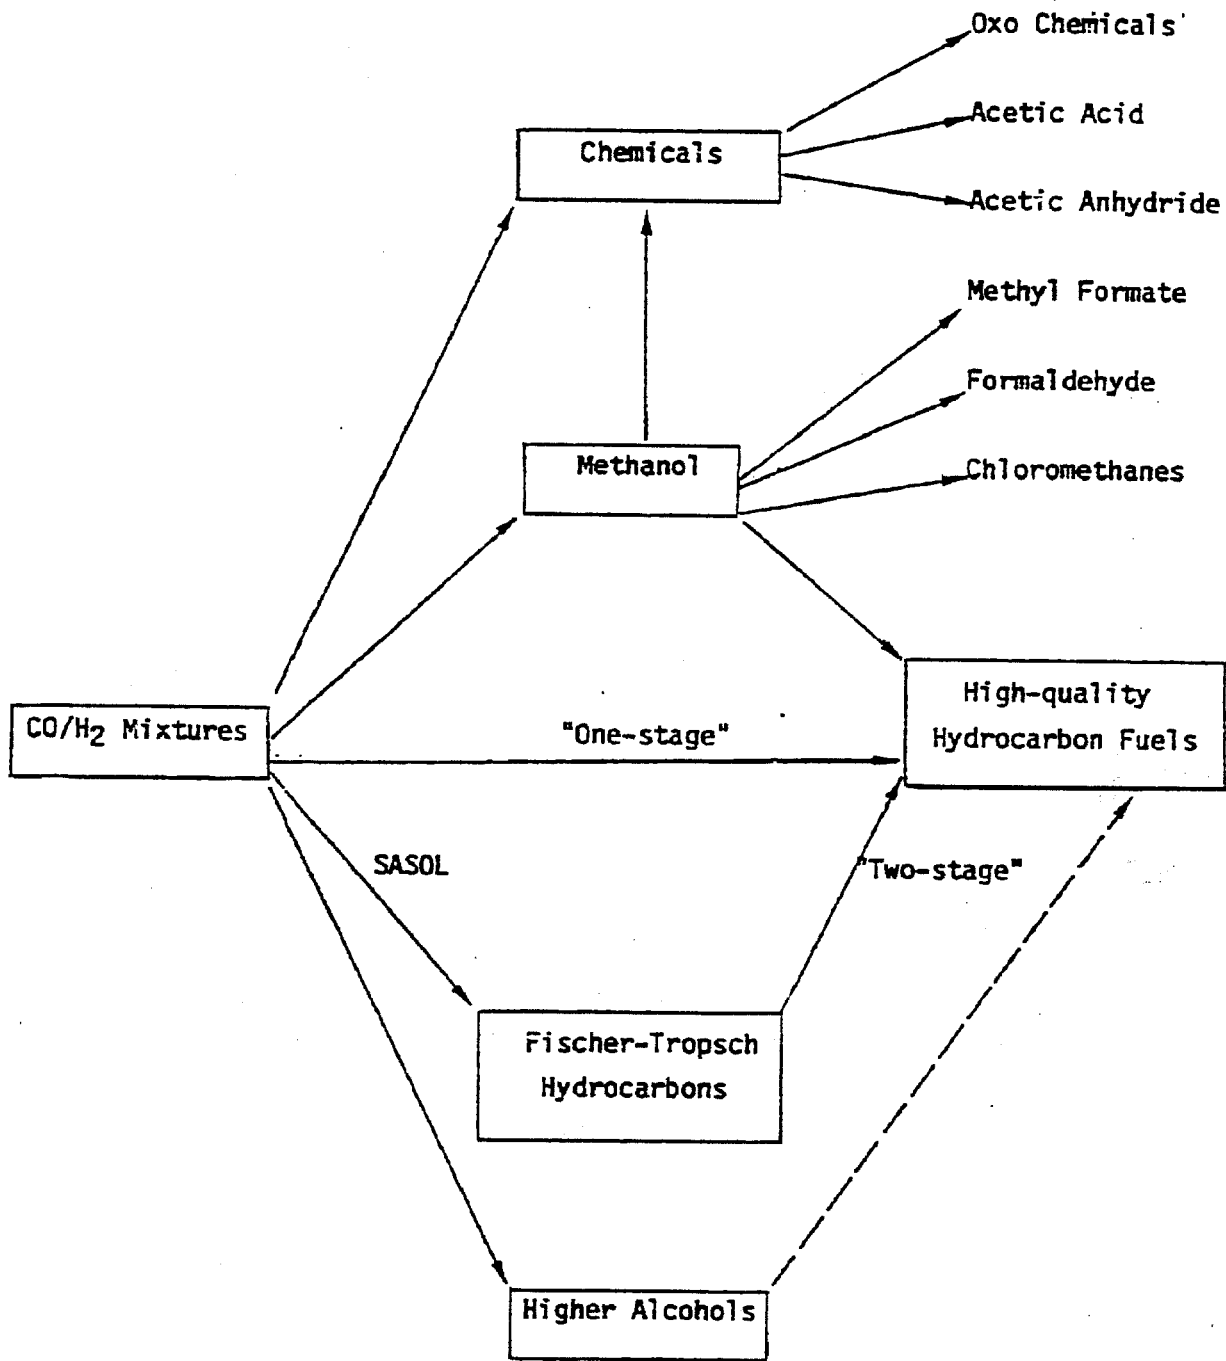 Oxo Chemicals
Acetic Acid
Chemicals
Acetic Anhydride
Methyl Formate
Formaldehyde
Methanol
Chloromethanes
High-quality
Hydrocarbon Fuels
CO/H2 Mixtures
"One-stage"
SASOL
"Two-stage"
Fischer-Tropsch
Hydrocarbons
Higher Alcohols